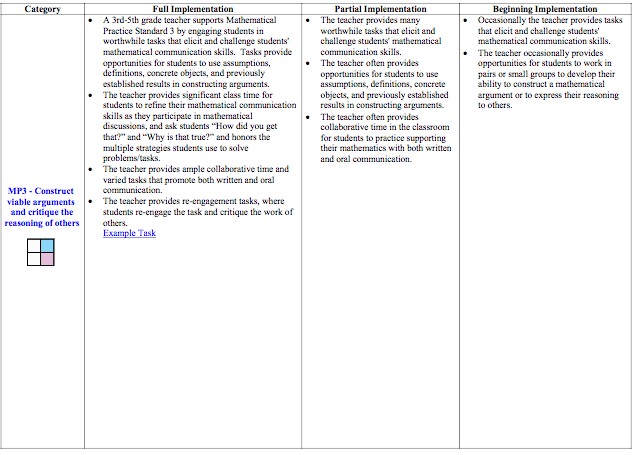 Category
Full Implementation
Partial Implementation
Beginning Implementation
MP3 - Construct
viable arguments
and critique the
reasoning of others
• A 3rd-5th grade teacher supports Mathematical
Practice Standard 3 by engaging students in
worthwhile tasks that elicit and challenge students'
mathematical communication skills. Tasks provide
opportunities for students to use assumptions,
definitions, concrete objects, and previously
established results in constructing arguments.
• The teacher provides significant class time for
students to refine their mathematical communication
skills as they participate in mathematical
discussions, and ask students “How did you get
that?” and “Why is that true?” and honors the
multiple strategies students use to solve
problems/tasks.
• The teacher provides ample collaborative time and
varied tasks that promote both written and oral
communication.
• The teacher provides re-engagement tasks, where
students re-engage the task and critique the work of
others.
Example Task
• The teacher provides many
worthwhile tasks that elicit and
challenge students' mathematical
communication skills.
• The teacher often provides
opportunities for students to use
assumptions, definitions, concrete
objects, and previously established
results in constructing arguments.
• The teacher often provides
collaborative time in the classroom
for students to practice supporting
their mathematics with both written
and oral communication.
• Occasionally the teacher provides tasks
that elicit and challenge students'
mathematical communication skills.
• The teacher occasionally provides
opportunities for students to work in
pairs or small groups to develop their
ability to construct a mathematical
argument or to express their reasoning
to others.